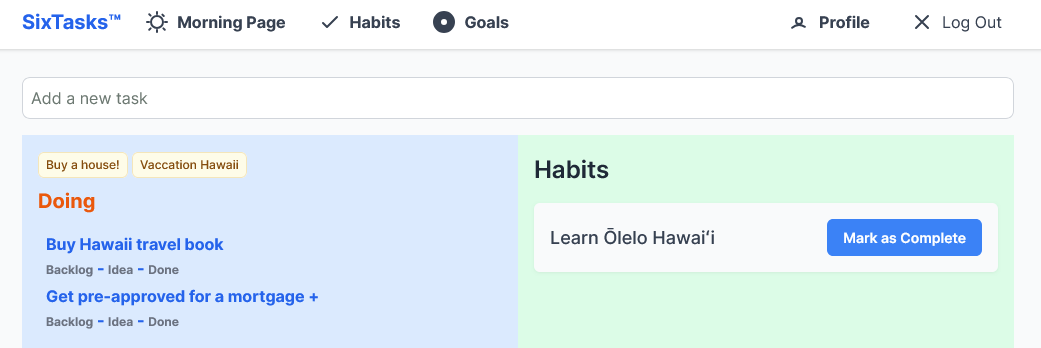 SixTasks™ Morning Page Habits Goals Profile Log Out
Add a new task
Buy a house! Vaccation Hawaii
Doing
Buy Hawaii travel book
Backlog - Idea - Done
Get pre-approved for a mortgage +
Backlog - Idea - Done
Habits
Learn Ōlelo Hawaiʻi Mark as Complete